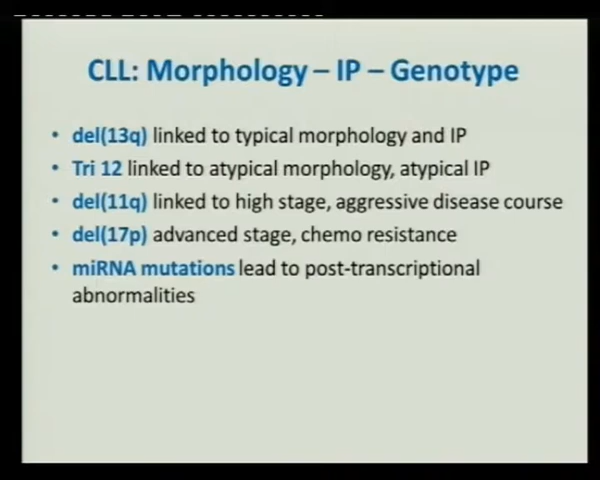 CLL: Morphology – IP – Genotype
• del(13q) linked to typical morphology and IP
• Tri 12 linked to atypical morphology, atypical IP
• del(11q) linked to high stage, aggressive disease course
• del(17p) advanced stage, chemo resistance
• miRNA mutations lead to post-transcriptional
abnormalities